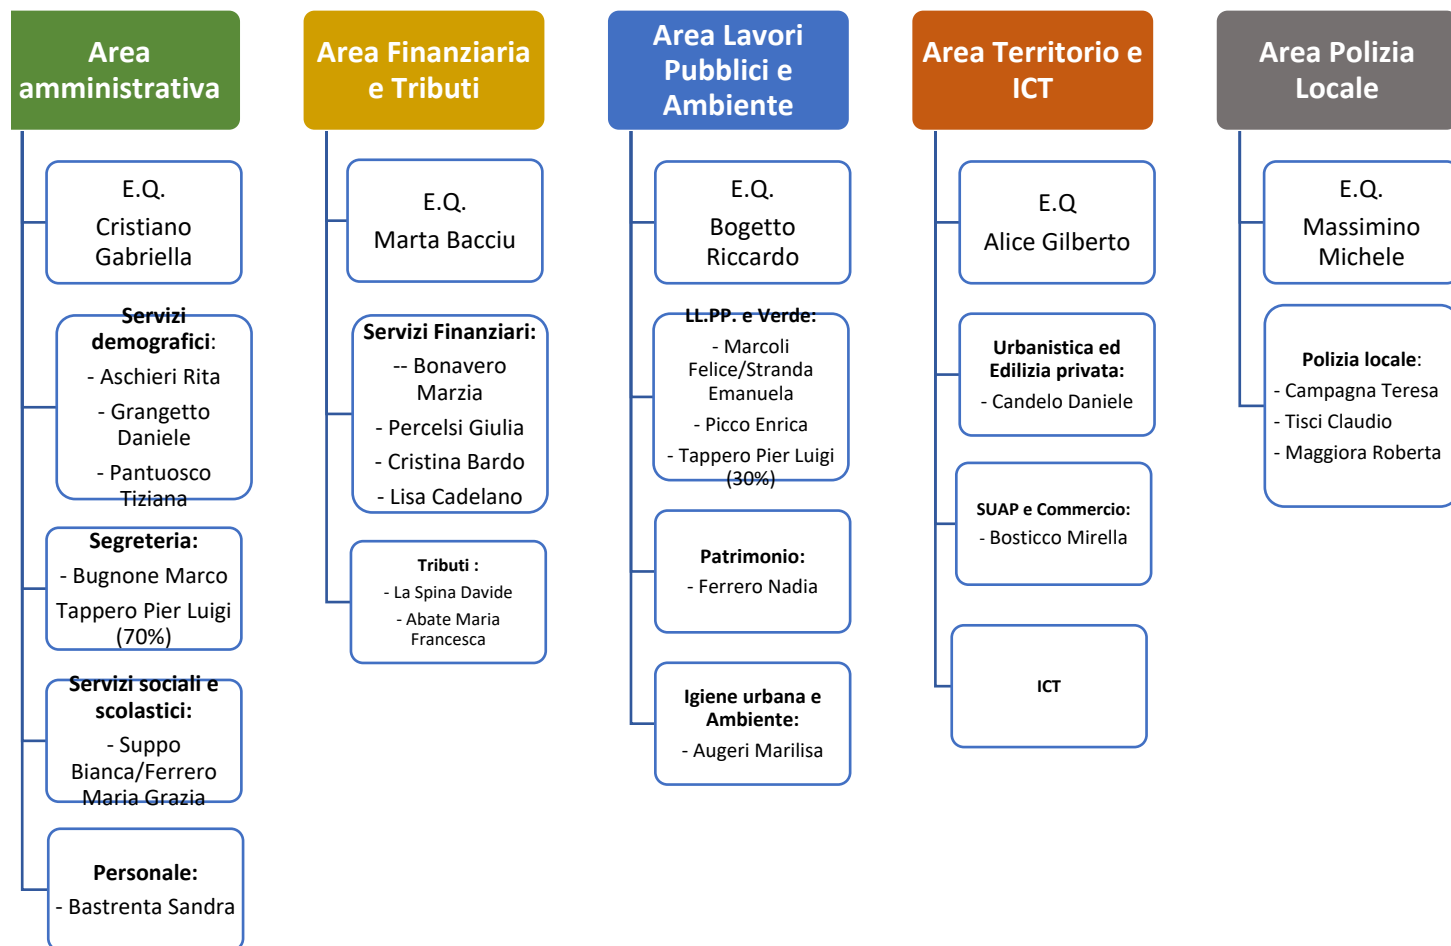 Area
amministrativa
E.Q.
Cristiano
Gabriella
Servizi
demografici:
- Aschieri Rita
- Grangetto
Daniele
- Pantuosco
Tiziana
Segreteria:
- Bugnone Marco
Tappero Pier Luigi
(70%)
Servizi sociali e
scolastici:
- Suppo
Bianca/Ferrero
Maria Grazia
Personale:
- Bastrenta Sandra
Area Finanziaria
e Tributi
E.Q.
Marta Bacciu
Servizi Finanziari:
-- Bonavero
Marzia
- Percelsi Giulia
- Cristina Bardo
- Lisa Cadelano
Tributi :
- La Spina Davide
- Abate Maria
Francesca
Area Lavori
Pubblici e
Ambiente
E.Q.
Bogetto
Riccardo
LL.PP. e Verde:
- Marcoli
Felice/Stranda
Emanuela
- Picco Enrica
- Tappero Pier Luigi
(30%)
Patrimonio:
- Ferrero Nadia
Igiene urbana e
Ambiente:
- Augeri Marilisa
Area Territorio e
ICT
E.Q
Alice Gilberto
Urbanistica ed
Edilizia privata:
- Candelo Daniele
SUAP e Commercio:
- Bosticco Mirella
ICT
Area Polizia
Locale
E.Q.
Massimino
Michele
Polizia locale:
- Campagna Teresa
- Tisci Claudio
- Maggiora Roberta